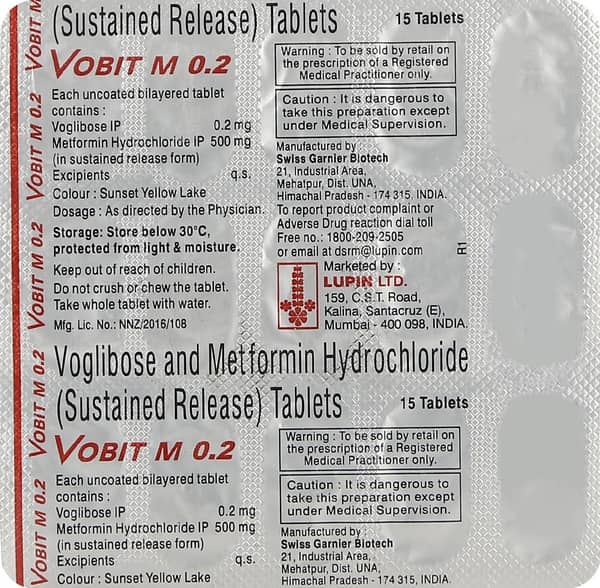 (Sustained Release) Tablets 15 Tablets
VOBIT M 0.2
Each uncoated bilayered tablet
contains :
Voglibose IP 0.2 mg
Metformin Hydrochloride IP 500 mg
(in sustained release form)
Excipients q.s.
Colour : Sunset Yellow Lake
Dosage : As directed by the Physician.
Storage: Store below 30°C,
protected from light & moisture.
Keep out of reach of children.
Do not crush or chew the tablet.
Take whole tablet with water.
Mfg. Lic. No.: NNZ/2016/108
Warning : To be sold by retail on
the prescription of a Registered
Medical Practitioner only.
Caution : It is dangerous to
take this preparation except
under Medical Supervision.
Manufactured by
Swiss Garnier Biotech
21, Industrial Area,
Mehatpur, Dist. UNA,
Himachal Pradesh - 174 315, INDIA.
To report product complaint or
Adverse Drug reaction dial toll
Free no.: 1800-209-2505
or email at dsrm@lupin.com
R1
Marketed by :
LUPIN LTD.
159, C.S.T. Road,
Kalina, Santacruz (E),
Mumbai - 400 098, INDIA.
Voglibose and Metformin Hydrochloride
(Sustained Release) Tablets 15 Tablets
VOBIT M 0.2
Each uncoated bilayered tablet
contains :
Voglibose IP 0.2 mg
Metformin Hydrochloride IP 500 mg
(in sustained release form)
Excipients q.s.
Colour : Sunset Yellow Lake
Warning : To be sold by retail on
the prescription of a Registered
Medical Practitioner only.
Caution : It is dangerous to
take this preparation except
under Medical Supervision.
Manufactured by
Swiss Garnier Biotech
21, Industrial Area,
Mehatpur, Dist. UNA,
Himachal Pradesh - 174 315, INDIA.
VOBIT M 0.2 VOBIT M 0.2 VOBIT M 0.2 VOBIT M 0.2 VOBIT M